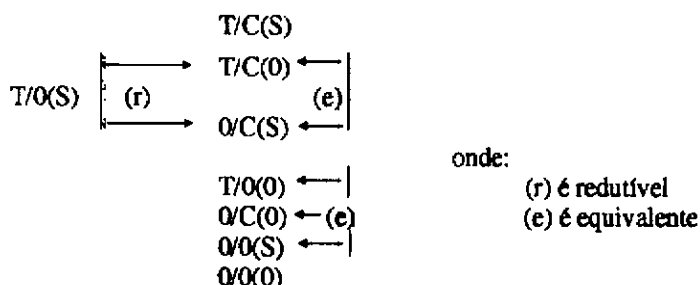 T/C(S)
T/C(0)
T/0(S) (r) (e)
0/C(S)
onde:
T/0(0)
(r) é redutível
0/C(0) (e) (e) é equivalente
0/0(S)
0/0(0)